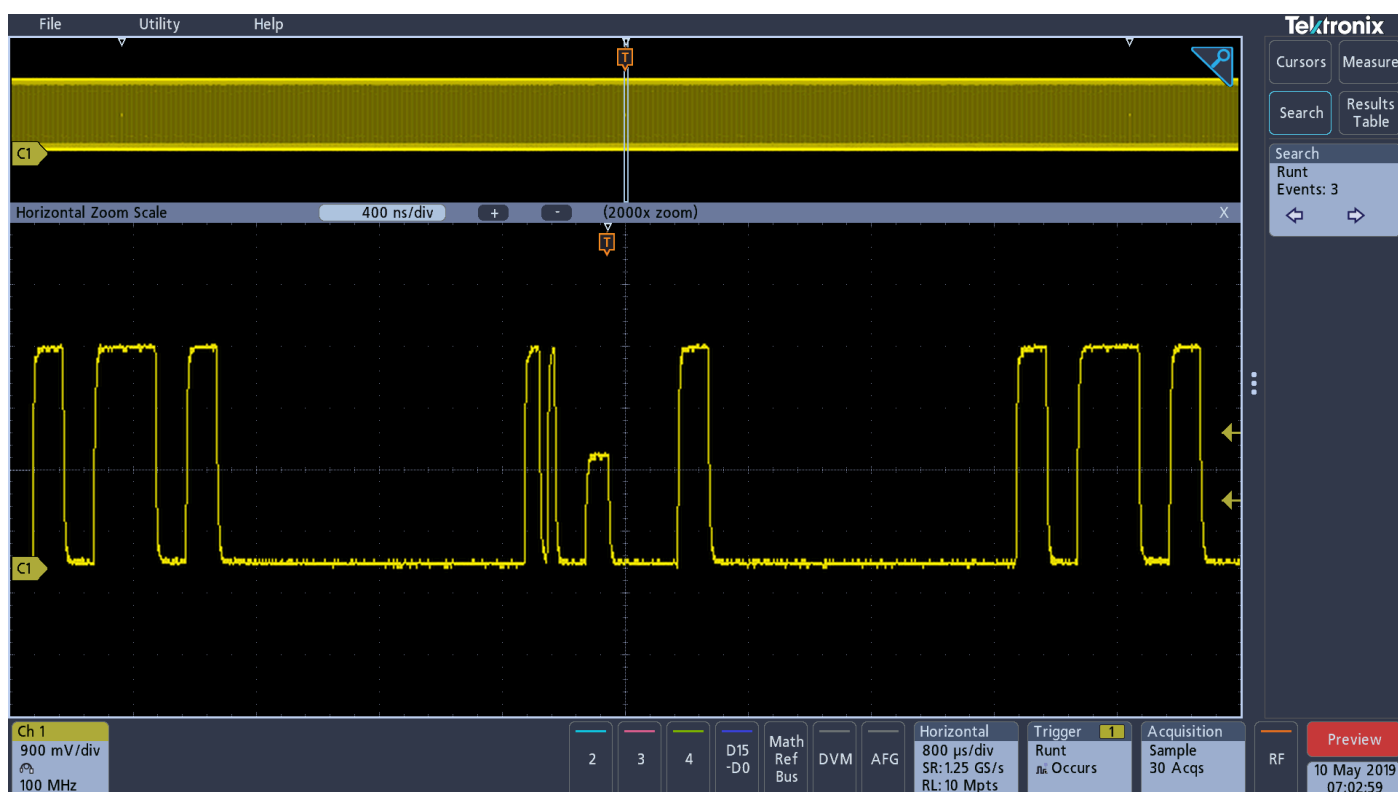 File Utility Help
Tektronix
T
Cursors Measure
Search Results Table
C1
Search
Runt
Events: 3
Horizontal Zoom Scale 400 ns/div + - (2000x zoom) X
T
C1
Ch 1
900 mV/div
100 MHz
2 3 4 D15 -D0 Math Ref Bus DVM AFG
Horizontal
800 µs/div
SR: 1.25 GS/s
RL: 10 Mpts
Trigger 1
Runt
Occurs
Acquisition
Sample
30 Acqs
RF
Preview
10 May 2019
07:02:59